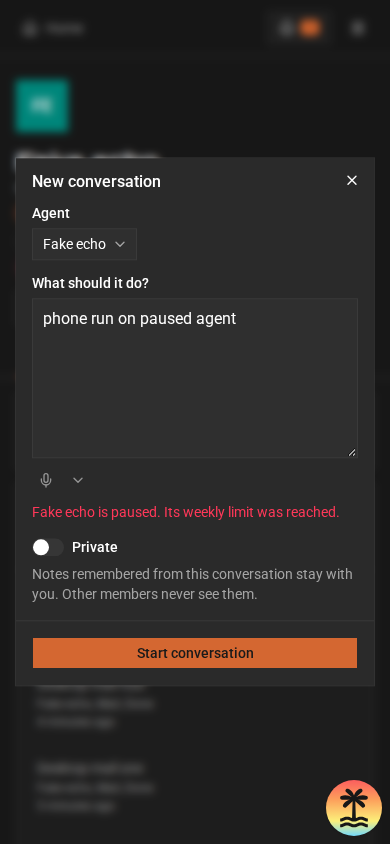 Home
New conversation
Agent
Fake echo
What should it do?
phone run on paused agent
Fake echo is paused. Its weekly limit was reached.
Private
Notes remembered from this conversation stay with
you. Other members never see them.
Start conversation